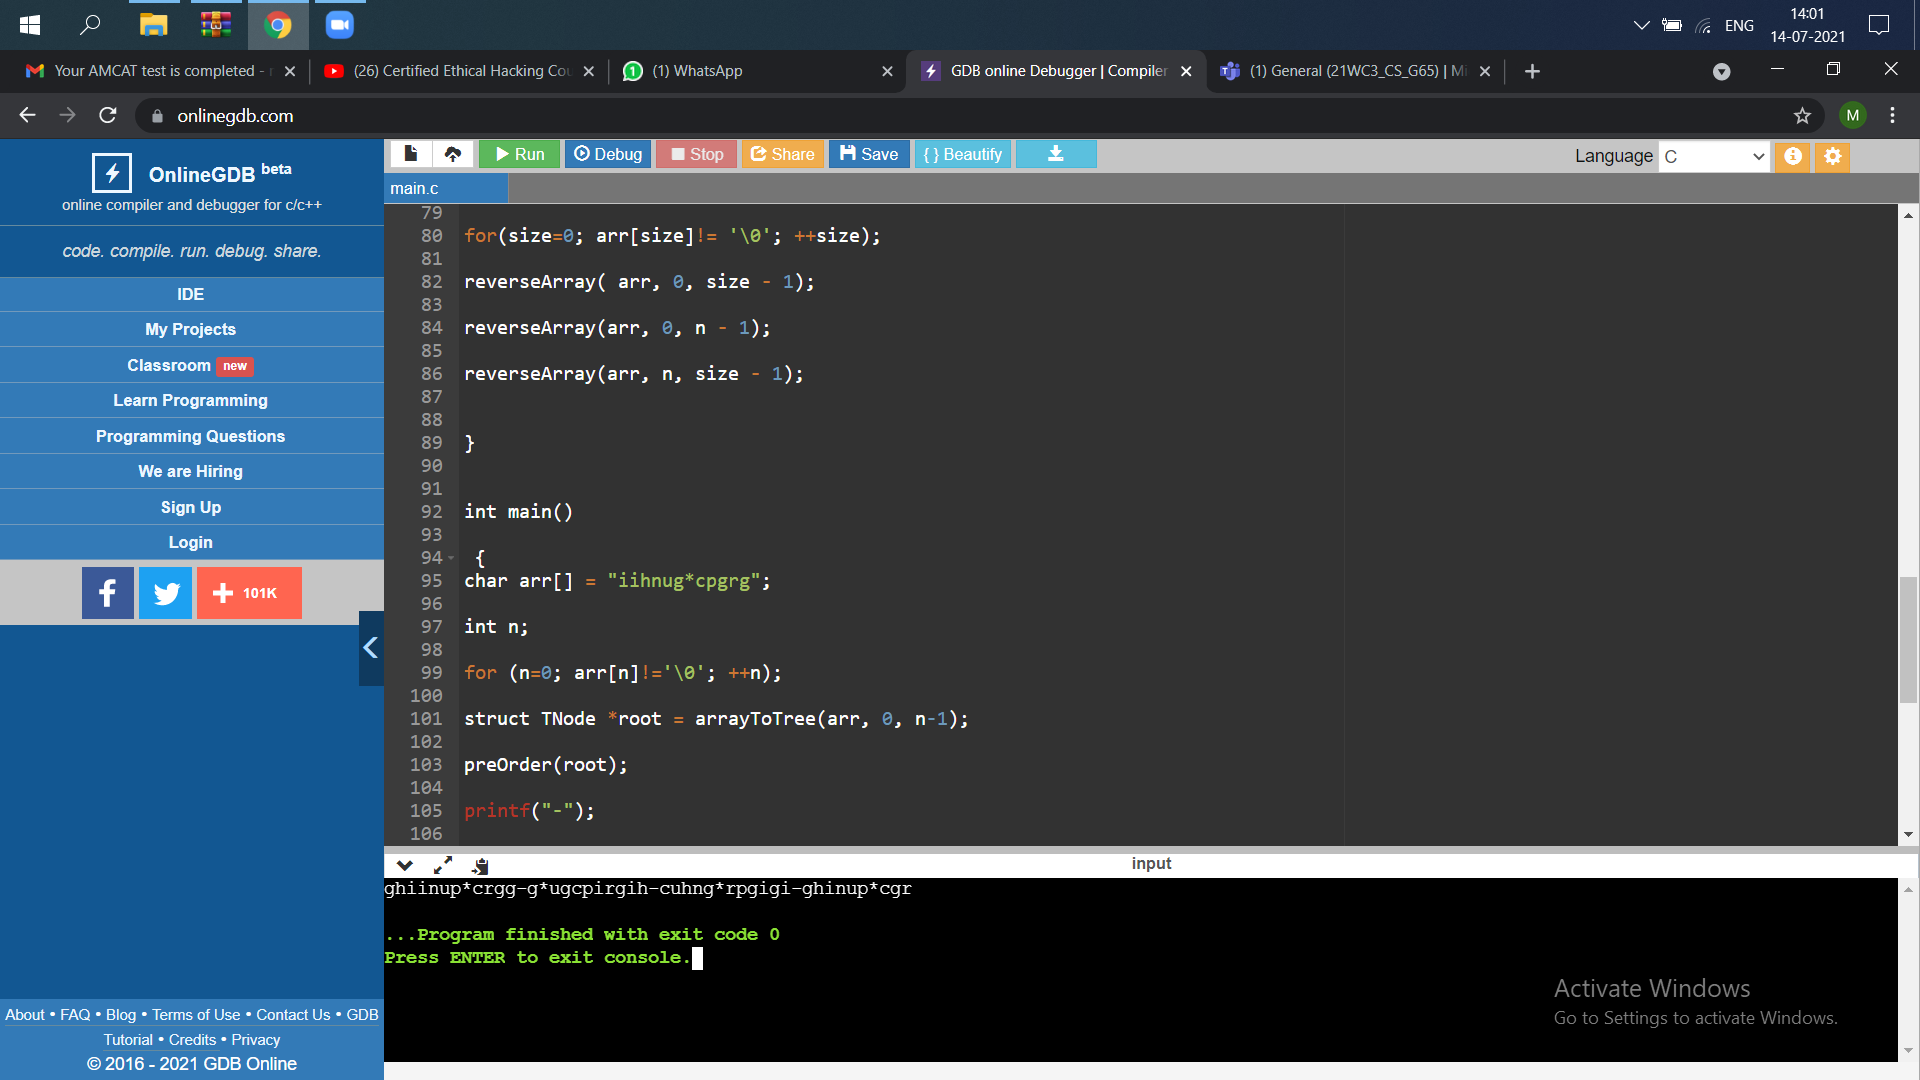 ENG
14:01
14-07-2021
Your AMCAT test is completed -
(26) Certified Ethical Hacking Cou
(1) WhatsApp
GDB online Debugger | Compiler
(1) General (21WC3_CS_G65) | Mi
onlinegdb.com
M
OnlineGDB beta
online compiler and debugger for c/c++
code. compile. run. debug. share.
IDE
My Projects
Classroom new
Learn Programming
Programming Questions
We are Hiring
Sign Up
Login
101K
About • FAQ • Blog • Terms of Use • Contact Us • GDB
Tutorial • Credits • Privacy
© 2016 - 2021 GDB Online
Run
Debug
Stop
Share
Save
{ } Beautify
Language C
main.c
79
80 for(size=0; arr[size]!= '\0'; ++size);
81
82 reverseArray( arr, 0, size - 1);
83
84 reverseArray(arr, 0, n - 1);
85
86 reverseArray(arr, n, size - 1);
87
88
89 }
90
91
92 int main()
93
94 {
95 char arr[] = "iihnug*cpgrg";
96
97 int n;
98
99 for (n=0; arr[n]!='\0'; ++n);
100
101 struct TNode *root = arrayToTree(arr, 0, n-1);
102
103 preOrder(root);
104
105 printf("-");
106
input
ghiinup*crgg-g*ugcpirgih-cuhng*rpgigi-ghinup*cgr
...Program finished with exit code 0
Press ENTER to exit console.
Activate Windows
Go to Settings to activate Windows.